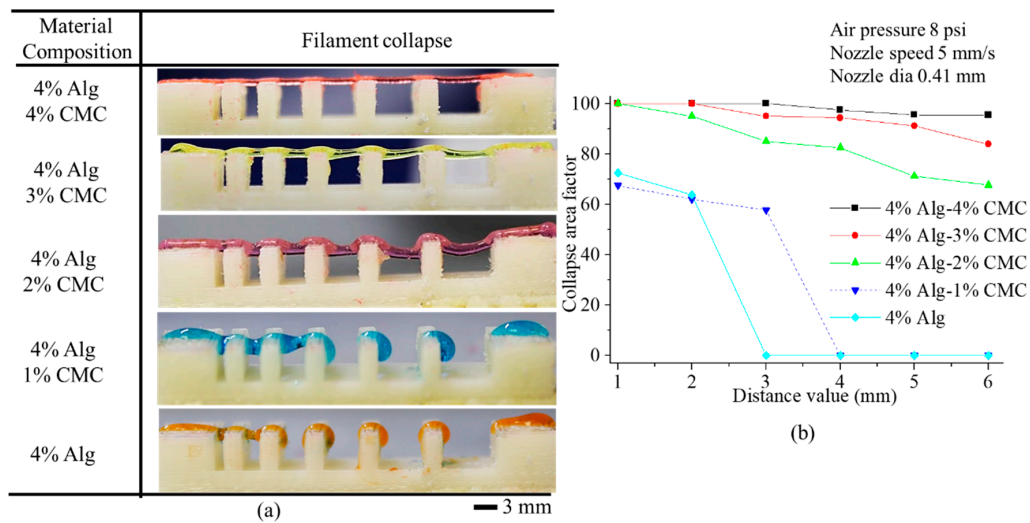 Material
Composition
Filament collapse
4% Alg
4% CMC
4% Alg
3% CMC
4% Alg
2% CMC
4% Alg
1% CMC
4% Alg
(a)
3 mm
Air pressure 8 psi
Nozzle speed 5 mm/s
Nozzle dia 0.41 mm
Collapse area factor
100
80
60
40
20
0
4% Alg-4% CMC
4% Alg-3% CMC
4% Alg-2% CMC
4% Alg-1% CMC
4% Alg
1 2 3 4 5 6
Distance value (mm)
(b)